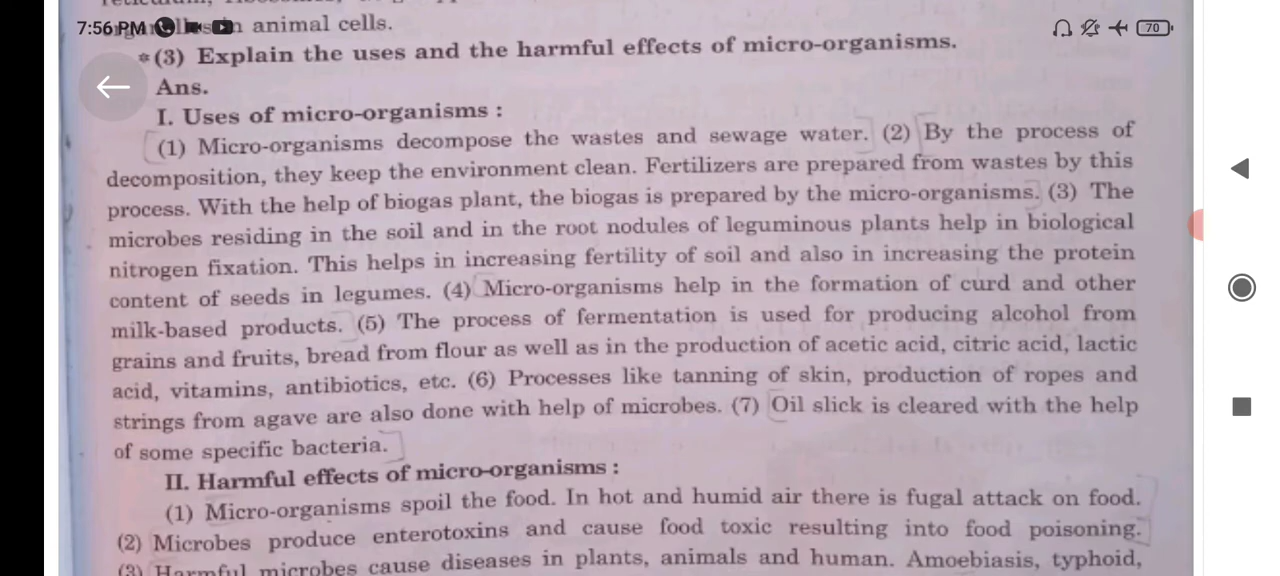 animal cells.
7:56 PM
70
*(3) Explain the uses and the harmful effects of micro-organisms.
Ans.
I. Uses of micro-organisms :
(1) Micro-organisms decompose the wastes and sewage water. (2) By the process of
decomposition, they keep the environment clean. Fertilizers are prepared from wastes by this
process. With the help of biogas plant, the biogas is prepared by the micro-organisms. (3) The
microbes residing in the soil and in the root nodules of leguminous plants help in biological
nitrogen fixation. This helps in increasing fertility of soil and also in increasing the protein
content of seeds in legumes. (4) Micro-organisms help in the formation of curd and other
milk-based products. (5) The process of fermentation is used for producing alcohol from
grains and fruits, bread from flour as well as in the production of acetic acid, citric acid, lactic
acid, vitamins, antibiotics, etc. (6) Processes like tanning of skin, production of ropes and
strings from agave are also done with help of microbes. (7) Oil slick is cleared with the help
of some specific bacteria.
II. Harmful effects of micro-organisms :
(1) Micro-organisms spoil the food. In hot and humid air there is fugal attack on food.
(2) Microbes produce enterotoxins and cause food toxic resulting into food poisoning.
(3) Harmful microbes cause diseases in plants, animals and human. Amoebiasis, typhoid,